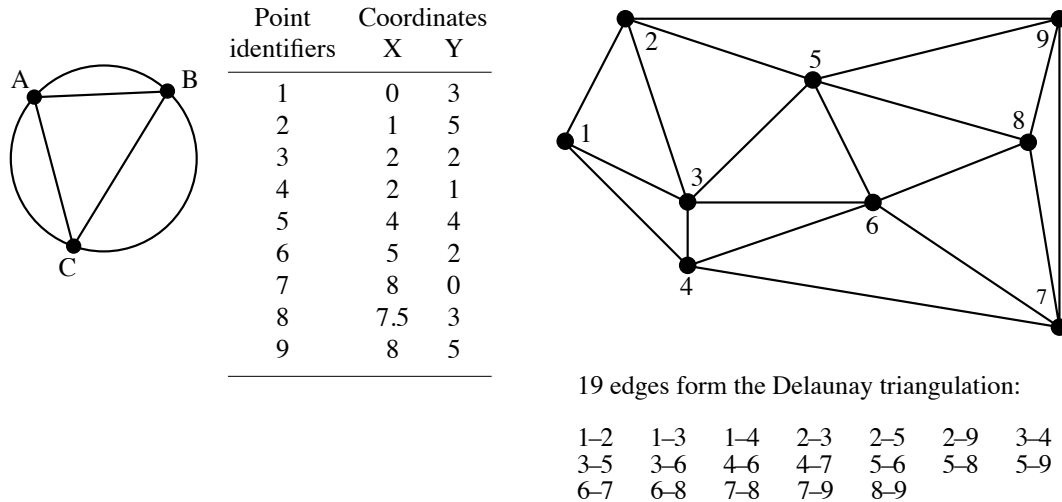 A
B
C
Point Coordinates
identifiers X Y
1 0 3
2 1 5
3 2 2
4 2 1
5 4 4
6 5 2
7 8 0
8 7.5 3
9 8 5
2
9
5
8
1
3
6
4
7
19 edges form the Delaunay triangulation:
1–2 1–3 1–4 2–3 2–5 2–9 3–4
3–5 3–6 4–6 4–7 5–6 5–8 5–9
6–7 6–8 7–8 7–9 8–9